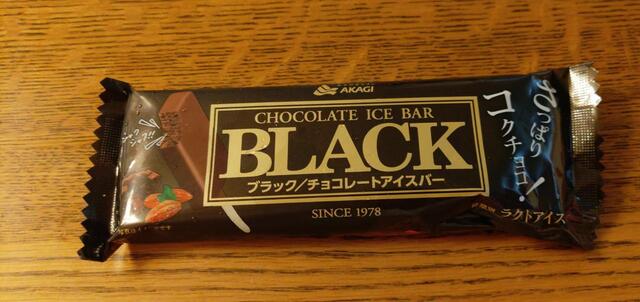 AKAGI
CHOCOLATE ICE BAR
BLACK
ブラック/チョコレートアイスバー
SINCE 1978
さっぱり
コクチョコ!
ラクトアイス